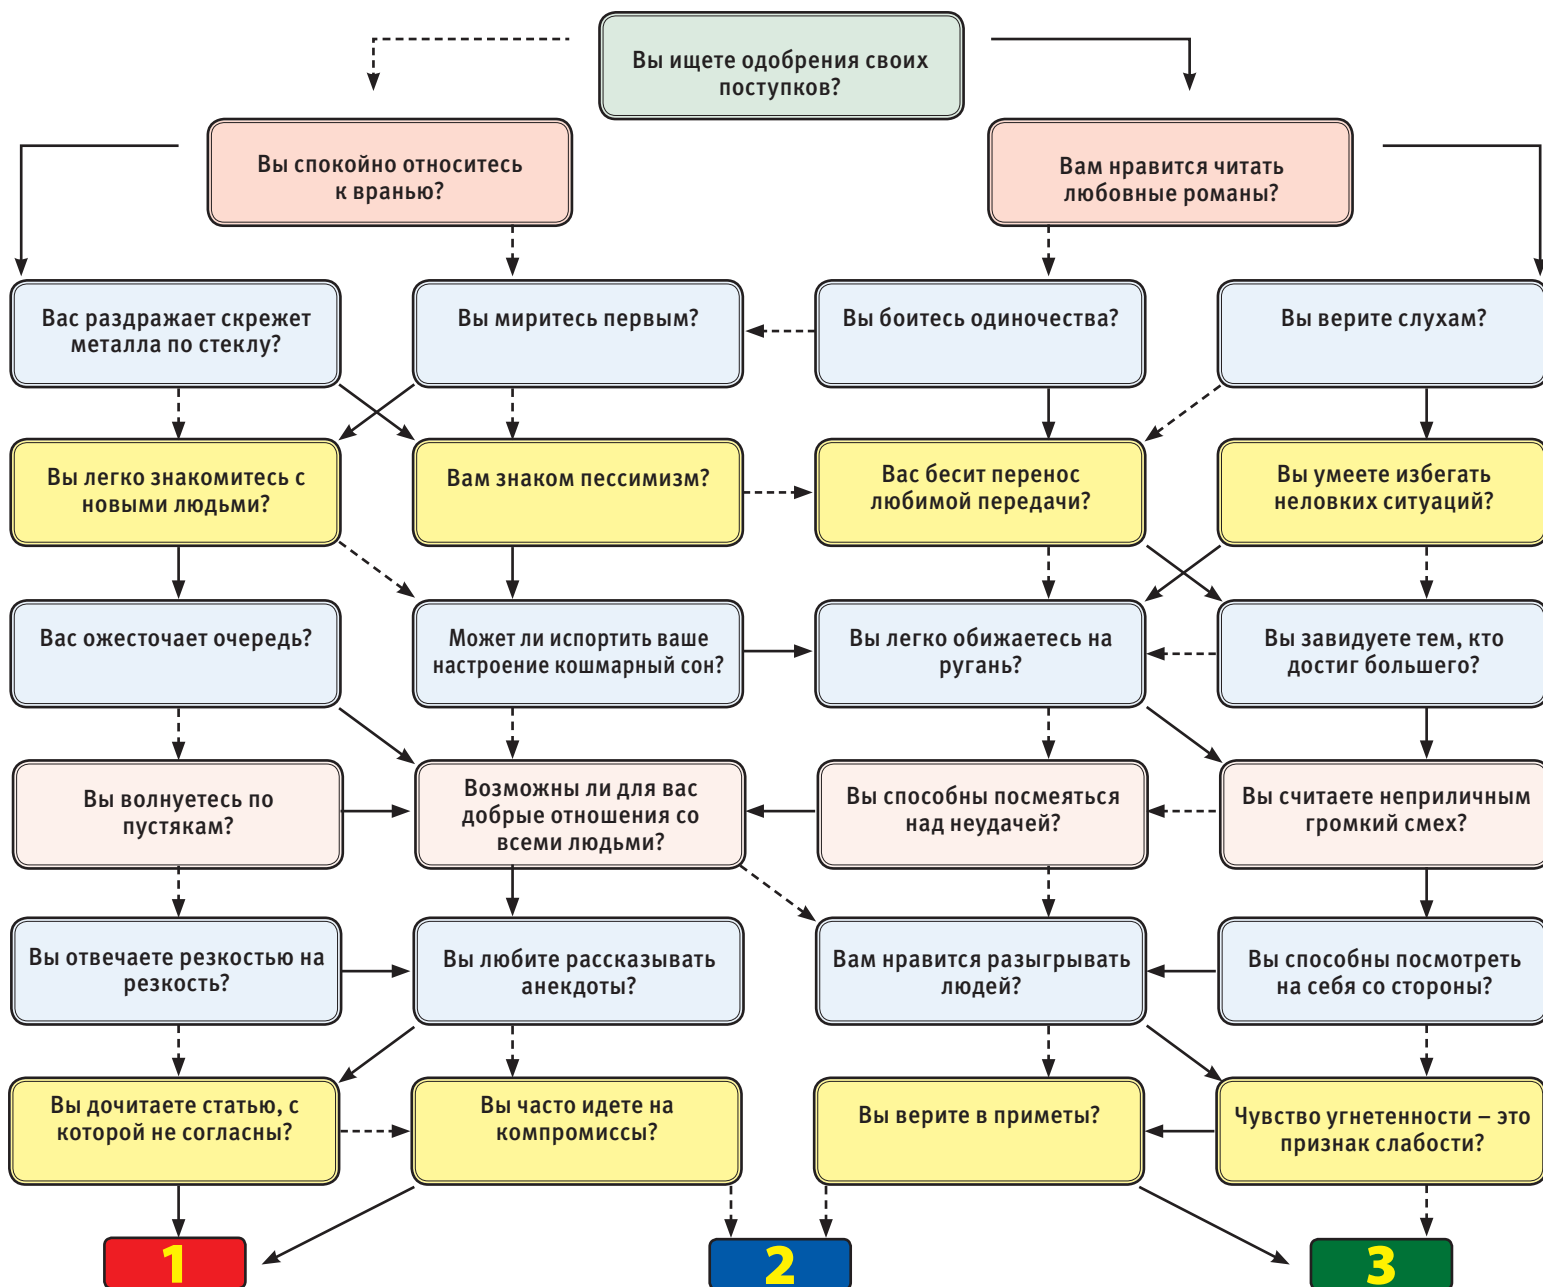 Вы ищете одобрения своих
поступков?
Вы спокойно относитесь
к вранью?
Вам нравится читать
любовные романы?
Вас раздражает скрежет
металла по стеклу?
Вы миритесь первым?
Вы боитесь одиночества?
Вы верите слухам?
Вы легко знакомитесь с
новыми людьми?
Вам знаком пессимизм?
Вас бесит перенос
любимой передачи?
Вы умеете избегать
неловких ситуаций?
Вас ожесточает очередь?
Может ли испортить ваше
настроение кошмарный сон?
Вы легко обижаетесь на
ругань?
Вы завидуете тем, кто
достиг большего?
Вы волнуетесь по
пустякам?
Возможны ли для вас
добрые отношения со
всеми людьми?
Вы способны посмеяться
над неудачей?
Вы считаете неприличным
громкий смех?
Вы отвечаете резкостью на
резкость?
Вы любите рассказывать
анекдоты?
Вам нравится разыгрывать
людей?
Вы способны посмотреть
на себя со стороны?
Вы дочитаете статью, с
которой не согласны?
Вы часто идете на
компромиссы?
Вы верите в приметы?
Чувство угнетенности – это
признак слабости?
1
2
3